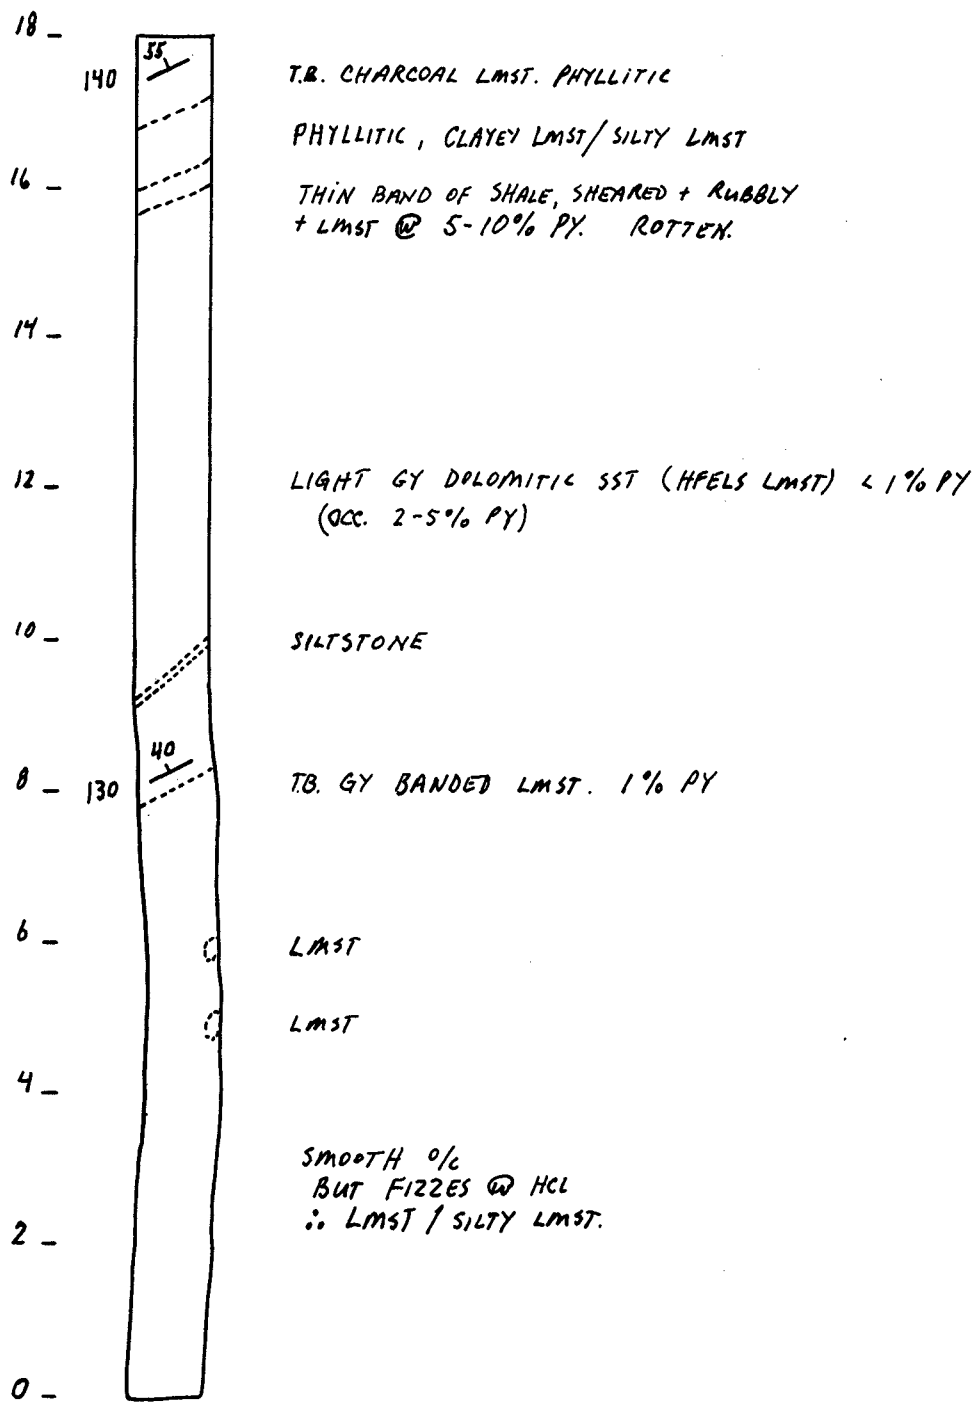 18
55
140
T.B. CHARCOAL LMST. PHYLLITIC
PHYLLITIC, CLAYEY LMST/SILTY LMST
16
THIN BAND OF SHALE, SHEARED + RUBBLY
+ LMST @ 5-10% PY. ROTTEN.
14
12
LIGHT GY DOLOMITIC SST (HFELS LMST) < 1% PY
(OCC. 2-5% PY)
10
SILTSTONE
40
8
130
T.B. GY BANDED LMST. 1% PY
6
LMST
LMST
4
SMOOTH O/C
BUT FIZZES @ HCL
∴ LMST / SILTY LMST.
2
0